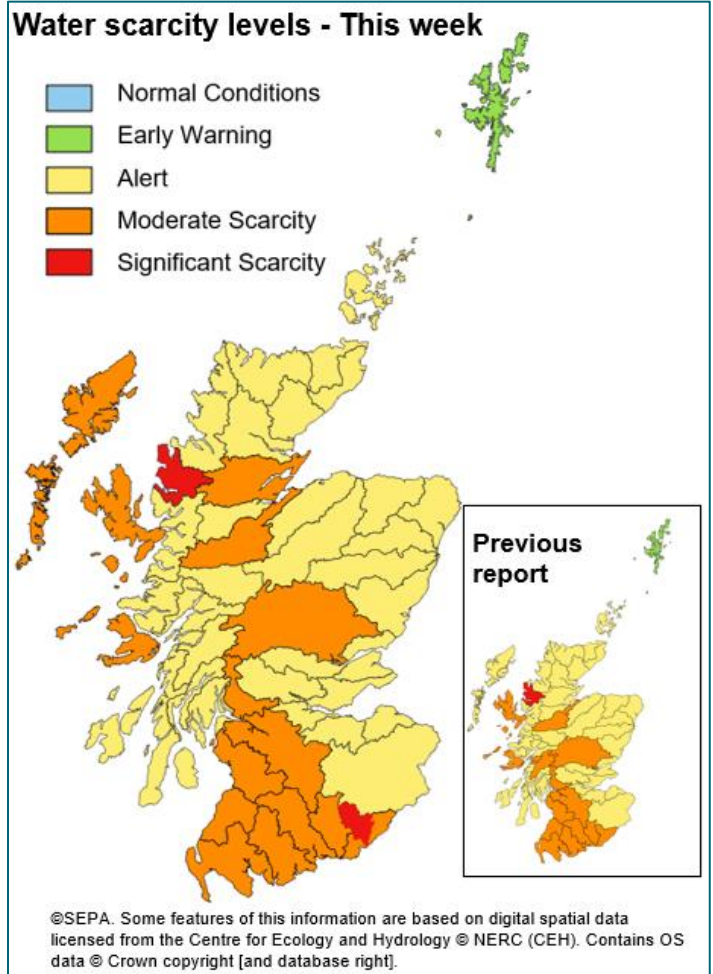 Water scarcity levels - This week
Normal Conditions
Early Warning
Alert
Moderate Scarcity
Significant Scarcity
Previous
report
©SEPA. Some features of this information are based on digital spatial data
licensed from the Centre for Ecology and Hydrology © NERC (CEH). Contains OS
data © Crown copyright [and database right].